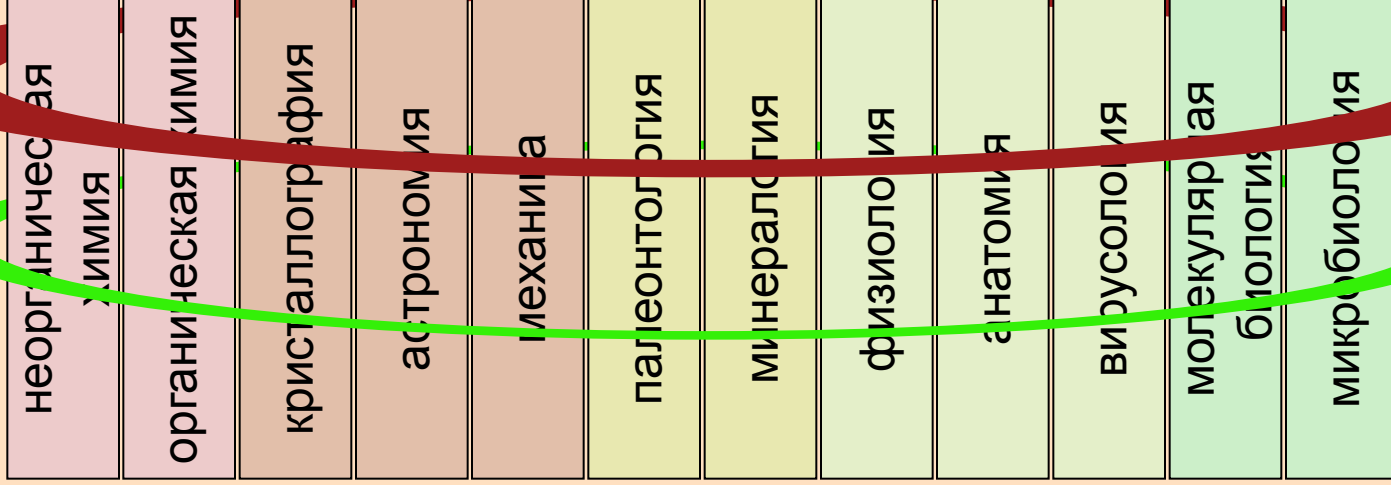 неорганическая
химия
органическая химия
кристаллография
астрономия
механика
палеонтология
минералогия
физиология
анатомия
вирусология
молекулярная
биология
микробиология